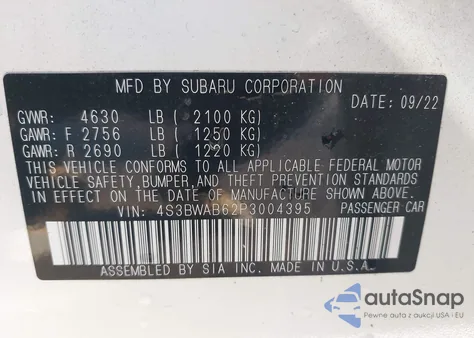 MFD BY SUBARU CORPORATION
DATE: 09/22
GVWR: 4630 LB ( 2100 KG)
GAWR: F 2756 LB ( 1250 KG)
GAWR: R 2690 LB ( 1220 KG)
THIS VEHICLE CONFORMS TO ALL APPLICABLE FEDERAL MOTOR
VEHICLE SAFETY, BUMPER, AND THEFT PREVENTION STANDARDS
IN EFFECT ON THE DATE OF MANUFACTURE SHOWN ABOVE.
VIN: 4S3BWAB62P3004395 PASSENGER CAR
ASSEMBLED BY SIA INC. MADE IN U.S.A.
autoSnap
Pewne auta z aukcji USA i EU